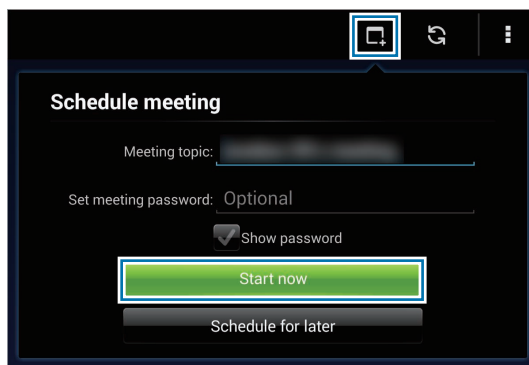 Schedule meeting
Meeting topic:
Set meeting password: Optional
Show password
Start now
Schedule for later